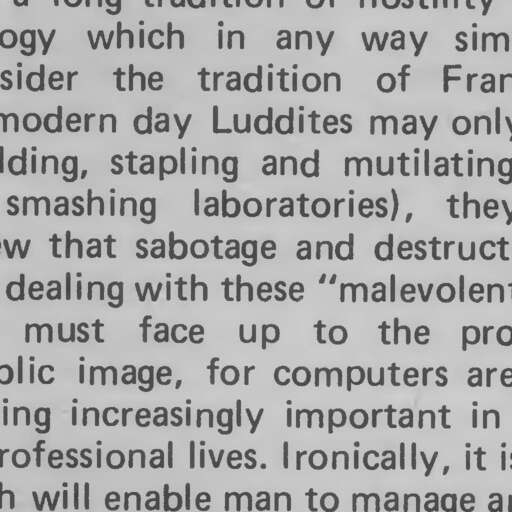 a long tradition of hostility
ogy which in any way sim
sider the tradition of Fran
modern day Luddites may only
lding, stapling and mutilating
smashing laboratories), they
ew that sabotage and destruct
dealing with these "malevolent
must face up to the pro
blic image, for computers are
ing increasingly important in
rofessional lives. Ironically, it is
h will enable man to manage an